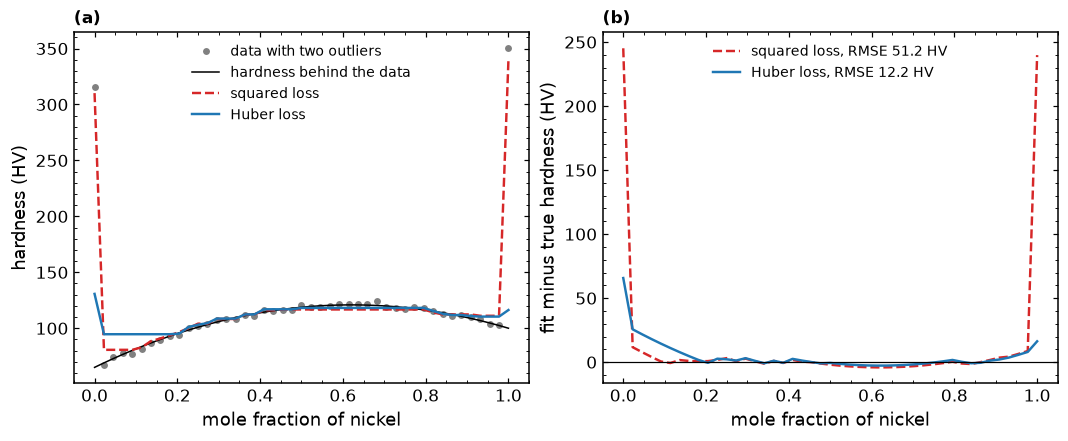 (a)
350
300
250
200
150
100
hardness (HV)
data with two outliers
hardness behind the data
squared loss
Huber loss
0.0 0.2 0.4 0.6 0.8 1.0
mole fraction of nickel
(b)
250
200
150
100
50
0
fit minus true hardness (HV)
squared loss, RMSE 51.2 HV
Huber loss, RMSE 12.2 HV
0.0 0.2 0.4 0.6 0.8 1.0
mole fraction of nickel